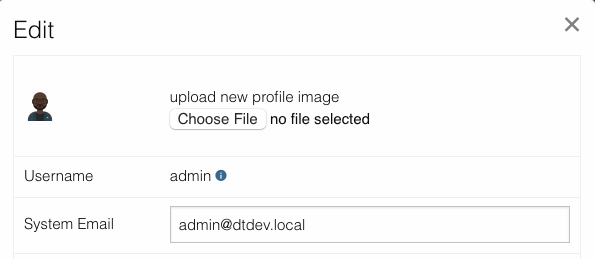 Edit
upload new profile image
Choose File no file selected
Username admin
System Email admin@dtdev.local